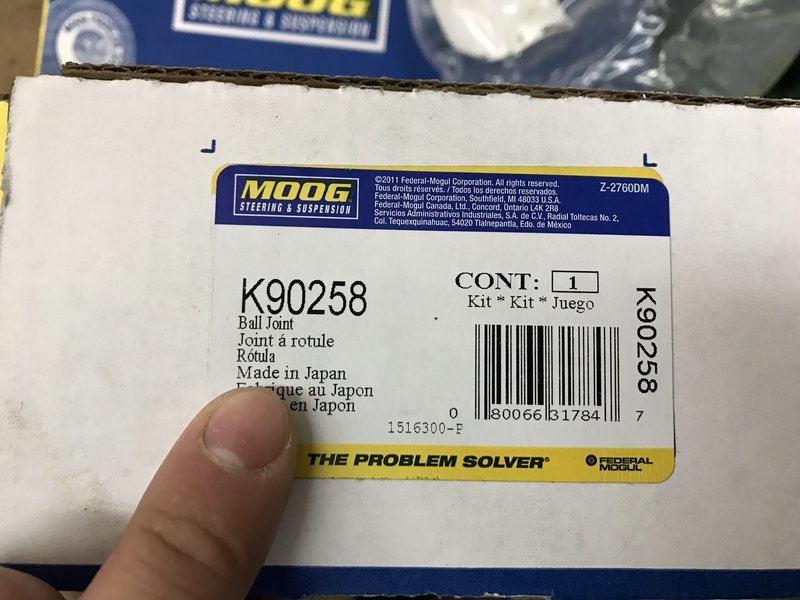 MOOG
STEERING & SUSPENSION
MOOG
STEERING & SUSPENSION
©2011 Federal-Mogul Corporation. All rights reserved.
Tous droits réservés. / Todos los derechos reservados.
Federal-Mogul Corporation, Southfield, MI 48033 U.S.A.
Federal-Mogul Canada, Ltd., Concord, Ontario L4K 2R8
Servicios Administrativos Industriales, S.A. de C.V., Radial Toltecas No. 2,
Col. Tequexquinahuac, 54020 Tlalnepantla, Edo. de México
Z-2760DM
K90258
Ball Joint
Joint á rotule
Rótula
Made in Japan
Fabrique au Japon
en Japon
CONT: 1
Kit * Kit * Juego
K90258
0 80066 31784 7
1516300-P
THE PROBLEM SOLVER®
FEDERAL
MOGUL